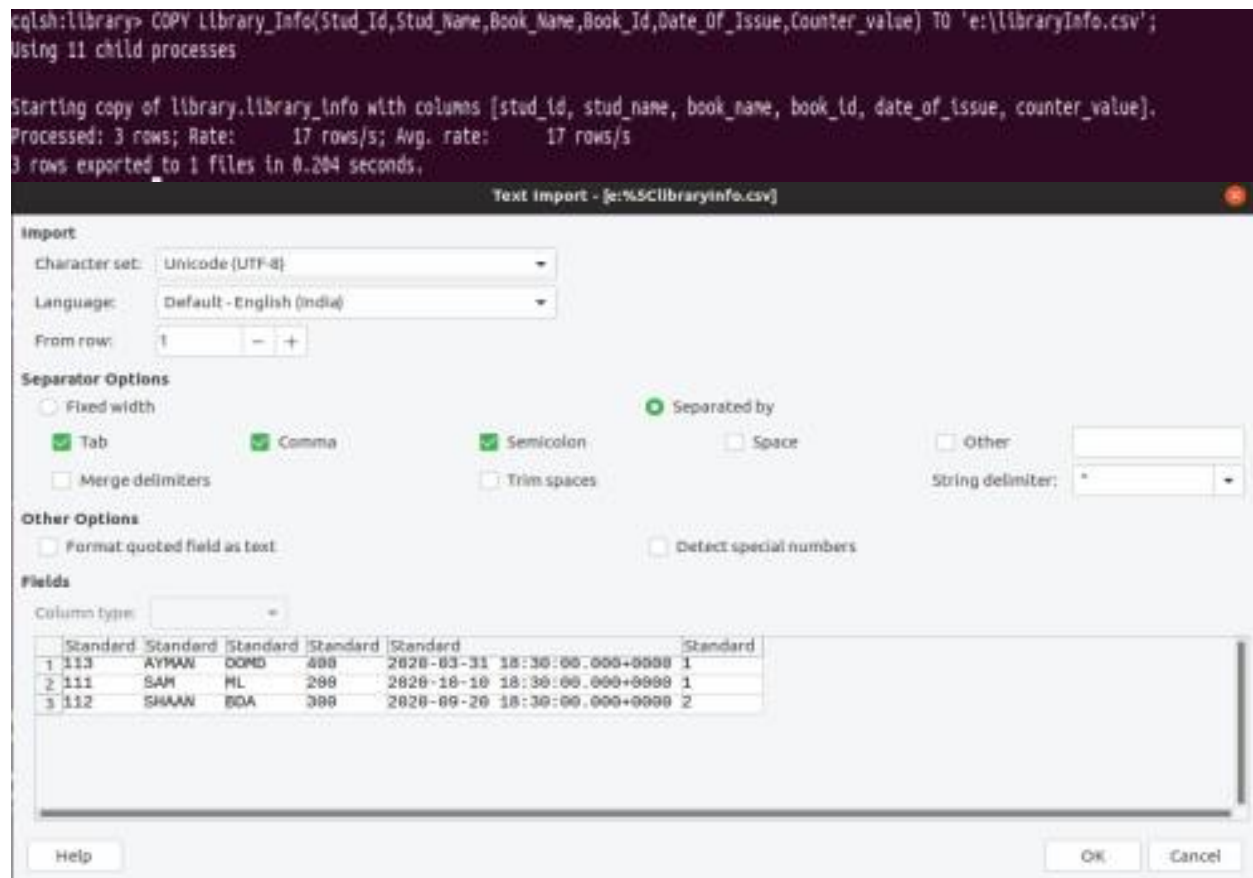 cqlsh:library> COPY Library_Info(Stud_Id,Stud_Name,Book_Name,Book_Id,Date_Of_Issue,Counter_value) TO 'e:\libraryInfo.csv';
Using 11 child processes
Starting copy of library.library_info with columns [stud_id, stud_name, book_name, book_id, date_of_issue, counter_value].
Processed: 3 rows; Rate: 17 rows/s; Avg. rate: 17 rows/s
3 rows exported to 1 files in 0.204 seconds.
Text Import - [e:%5ClibraryInfo.csv]
Import
Character set: Unicode (UTF-8)
Language: Default - English (India)
From row: 1 - +
Separator Options
Fixed width Separated by
Tab Comma Semicolon Space Other
Merge delimiters Trim spaces String delimiter: "
Other Options
Format quoted field as text Detect special numbers
Fields
Column type:
Standard Standard Standard Standard Standard Standard
1 113 AYMAN OOMD 400 2020-03-31 18:30:00.000+0000 1
2 111 SAM ML 200 2020-10-10 18:30:00.000+0000 1
3 112 SHAAN BDA 300 2020-09-20 18:30:00.000+0000 2
Help OK Cancel